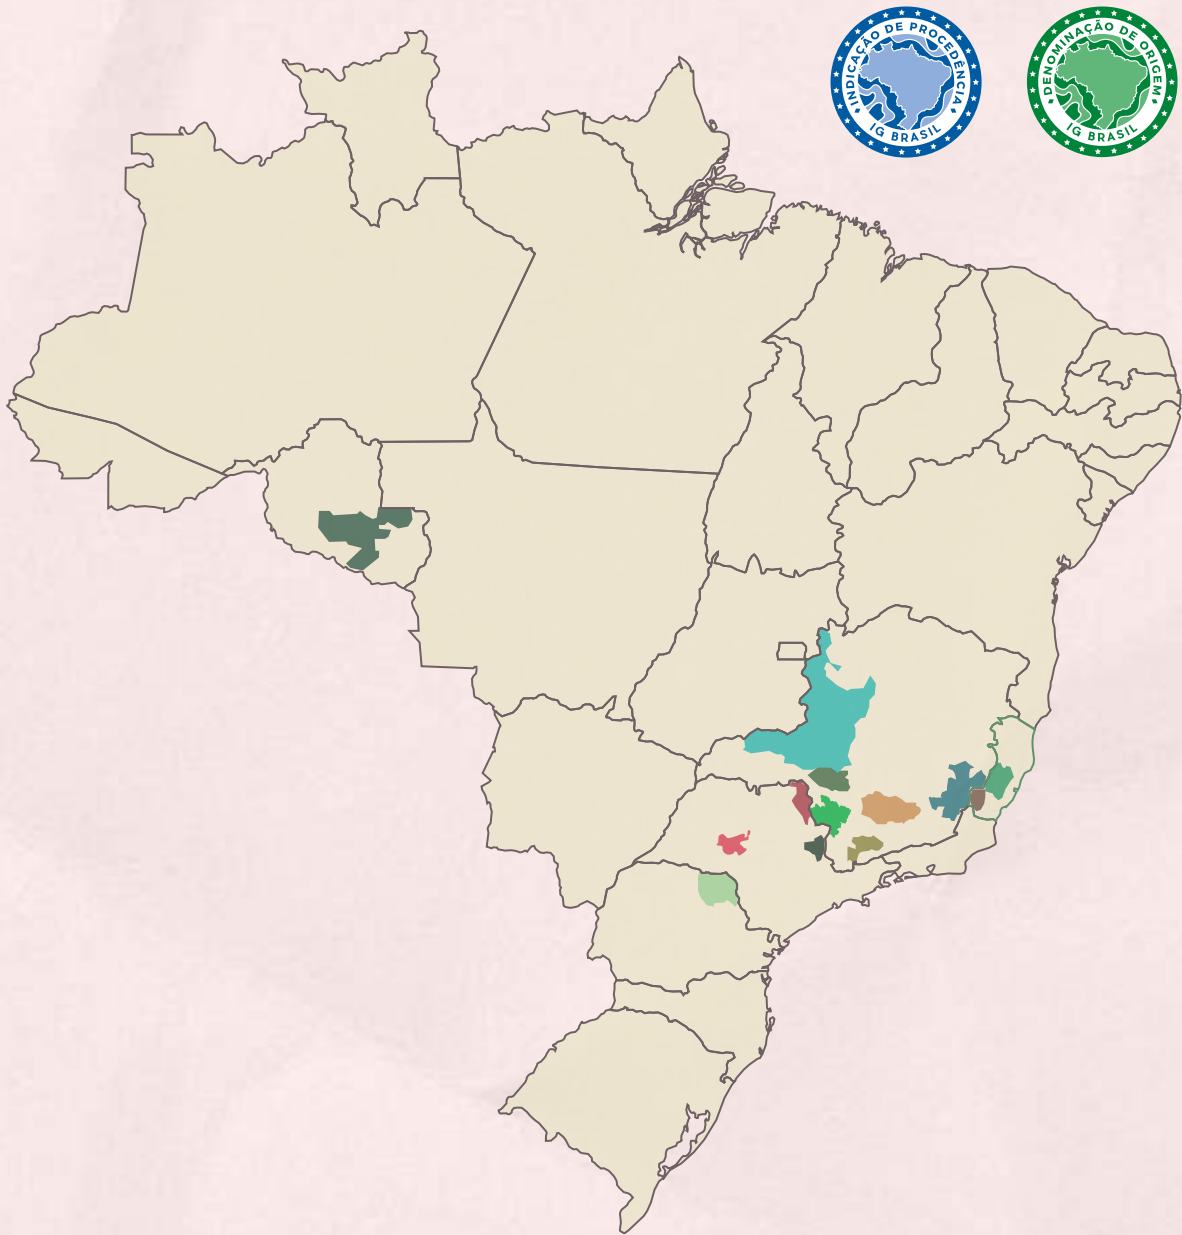 INDICAÇÃO DE PROCEDÊNCIA
IG BRASIL
DENOMINAÇÃO DE ORIGEM
IG BRASIL